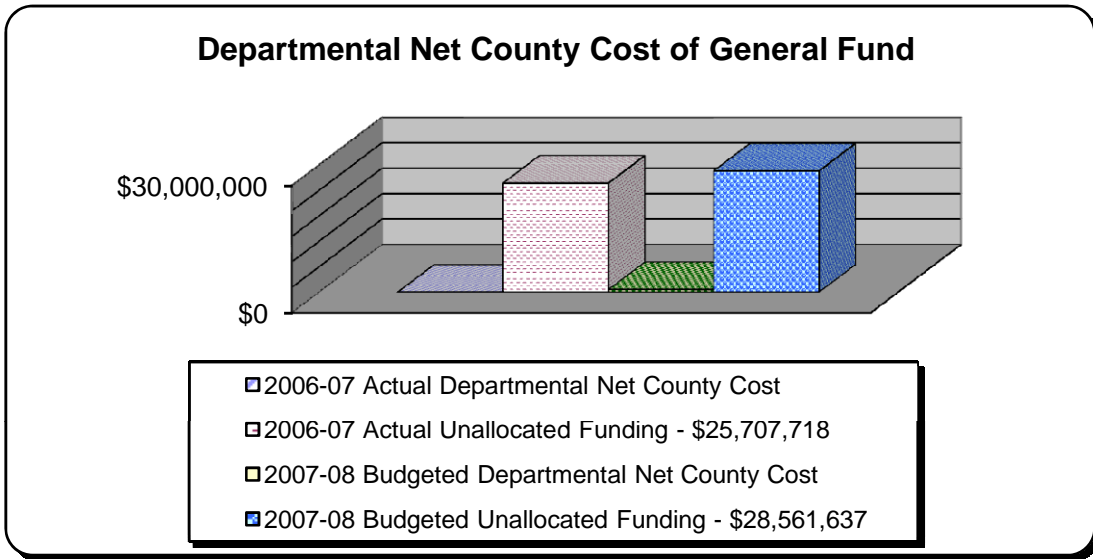 Departmental Net County Cost of General Fund
$30,000,000
$0
2006-07 Actual Departmental Net County Cost
2006-07 Actual Unallocated Funding - $25,707,718
2007-08 Budgeted Departmental Net County Cost
2007-08 Budgeted Unallocated Funding - $28,561,637